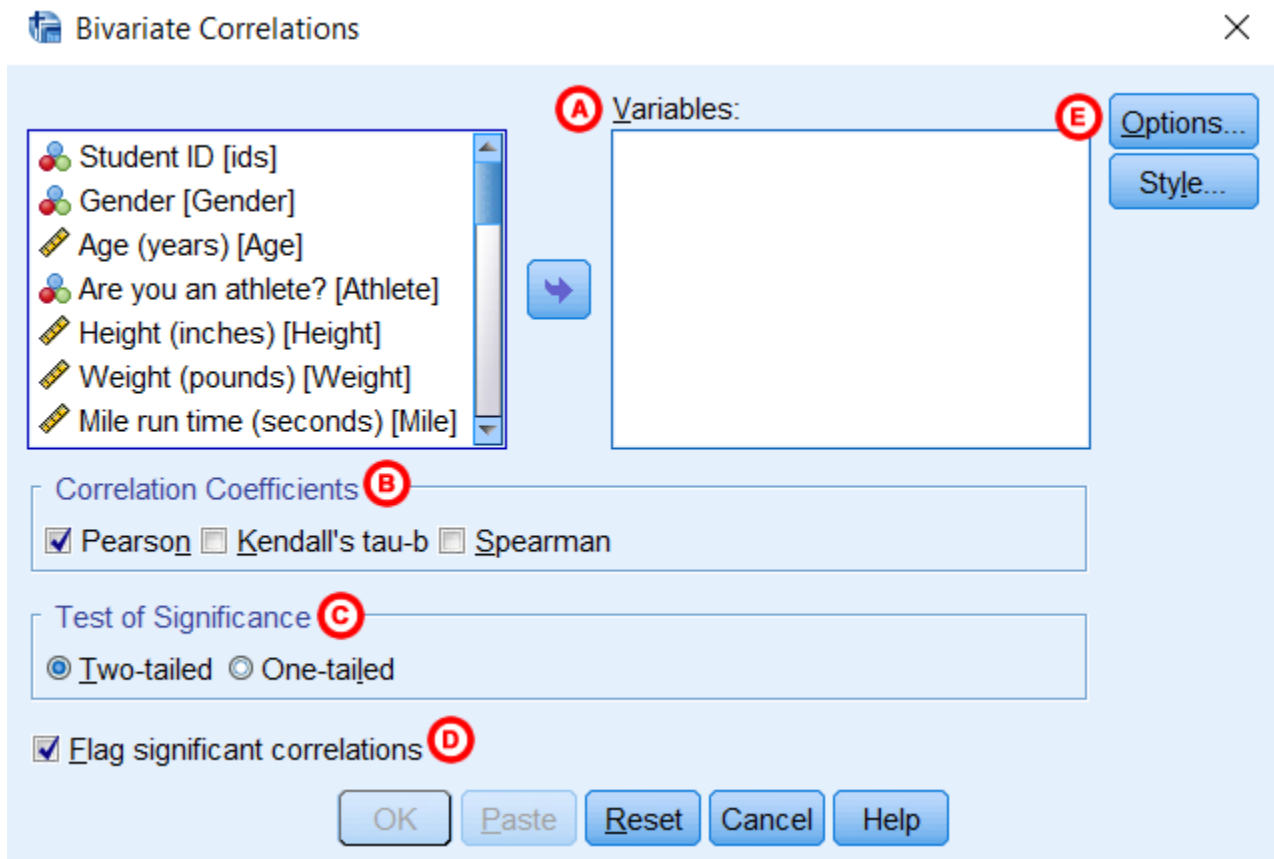 Bivariate Correlations
A Variables:
E Options...
Style...
Student ID [ids]
Gender [Gender]
Age (years) [Age]
Are you an athlete? [Athlete]
Height (inches) [Height]
Weight (pounds) [Weight]
Mile run time (seconds) [Mile]
Correlation Coefficients B
Pearson Kendall's tau-b Spearman
Test of Significance C
Two-tailed One-tailed
Flag significant correlations D
OK Paste Reset Cancel Help